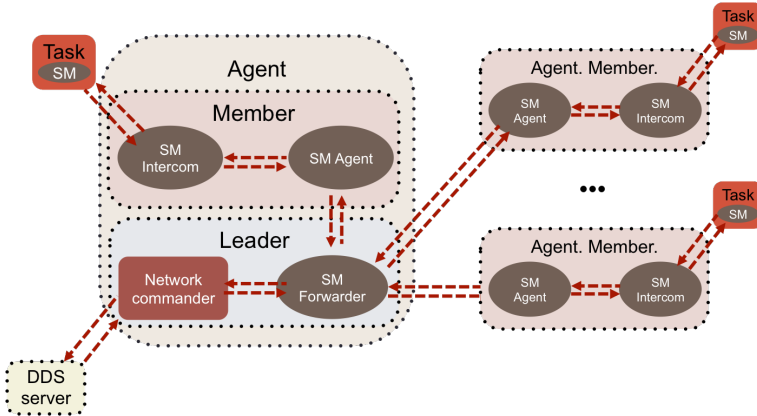 Task
SM
Agent
Member
SM
Intercom
SM Agent
Leader
Network
commander
SM
Forwarder
DDS
server
Task
SM
Agent. Member.
SM
Agent
SM
Intercom
•••
Task
SM
Agent. Member.
SM
Agent
SM
Intercom